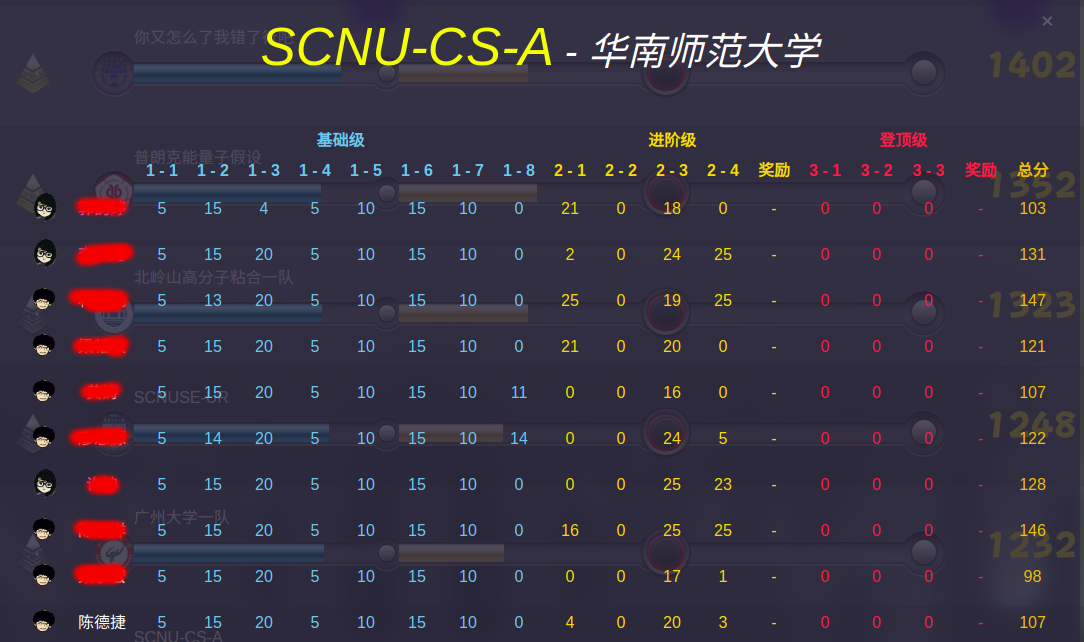 你又怎么了我错了行吧
SCNU-CS-A - 华南师范大学
1402
基础级 进阶级 登顶级
普朗克能量子假设
1 - 1 1 - 2 1 - 3 1 - 4 1 - 5 1 - 6 1 - 7 1 - 8 2 - 1 2 - 2 2 - 3 2 - 4 奖励 3 - 1 3 - 2 3 - 3 奖励 总分
1352
5 15 4 5 10 15 10 0 21 0 18 0 - 0 0 0 - 103
5 15 20 5 10 15 10 0 2 0 24 25 - 0 0 0 - 131
北岭山高分子粘合一队
5 13 20 5 10 15 10 0 25 0 19 25 - 0 0 0 - 147
1323
5 15 20 5 10 15 10 0 21 0 20 0 - 0 0 0 - 121
5 15 20 5 10 15 10 11 0 0 16 0 - 0 0 0 - 107
SCNUSE-UR
1248
5 14 20 5 10 15 10 14 0 0 24 5 - 0 0 0 - 122
5 15 20 5 10 15 10 0 0 0 25 23 - 0 0 0 - 128
广州大学一队
5 15 20 5 10 15 10 0 16 0 25 25 - 0 0 0 - 146
1232
5 15 20 5 10 15 10 0 0 0 17 1 - 0 0 0 - 98
陈德捷 5 15 20 5 10 15 10 0 4 0 20 3 - 0 0 0 - 107
SCNU-CS-A